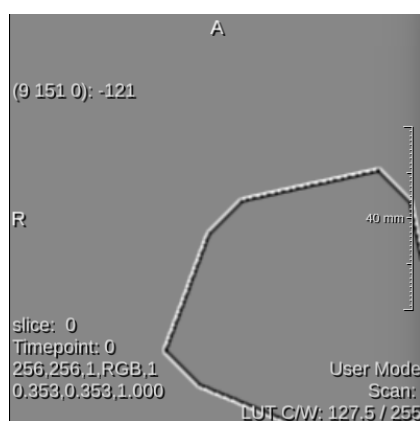 A
(9 151 0): -121
R
40 mm
slice: 0
Timepoint: 0
256,256,1,RGB,1
User Mode
0.353,0.353,1.000
Scan:
LUT C/W: 127.5 / 255